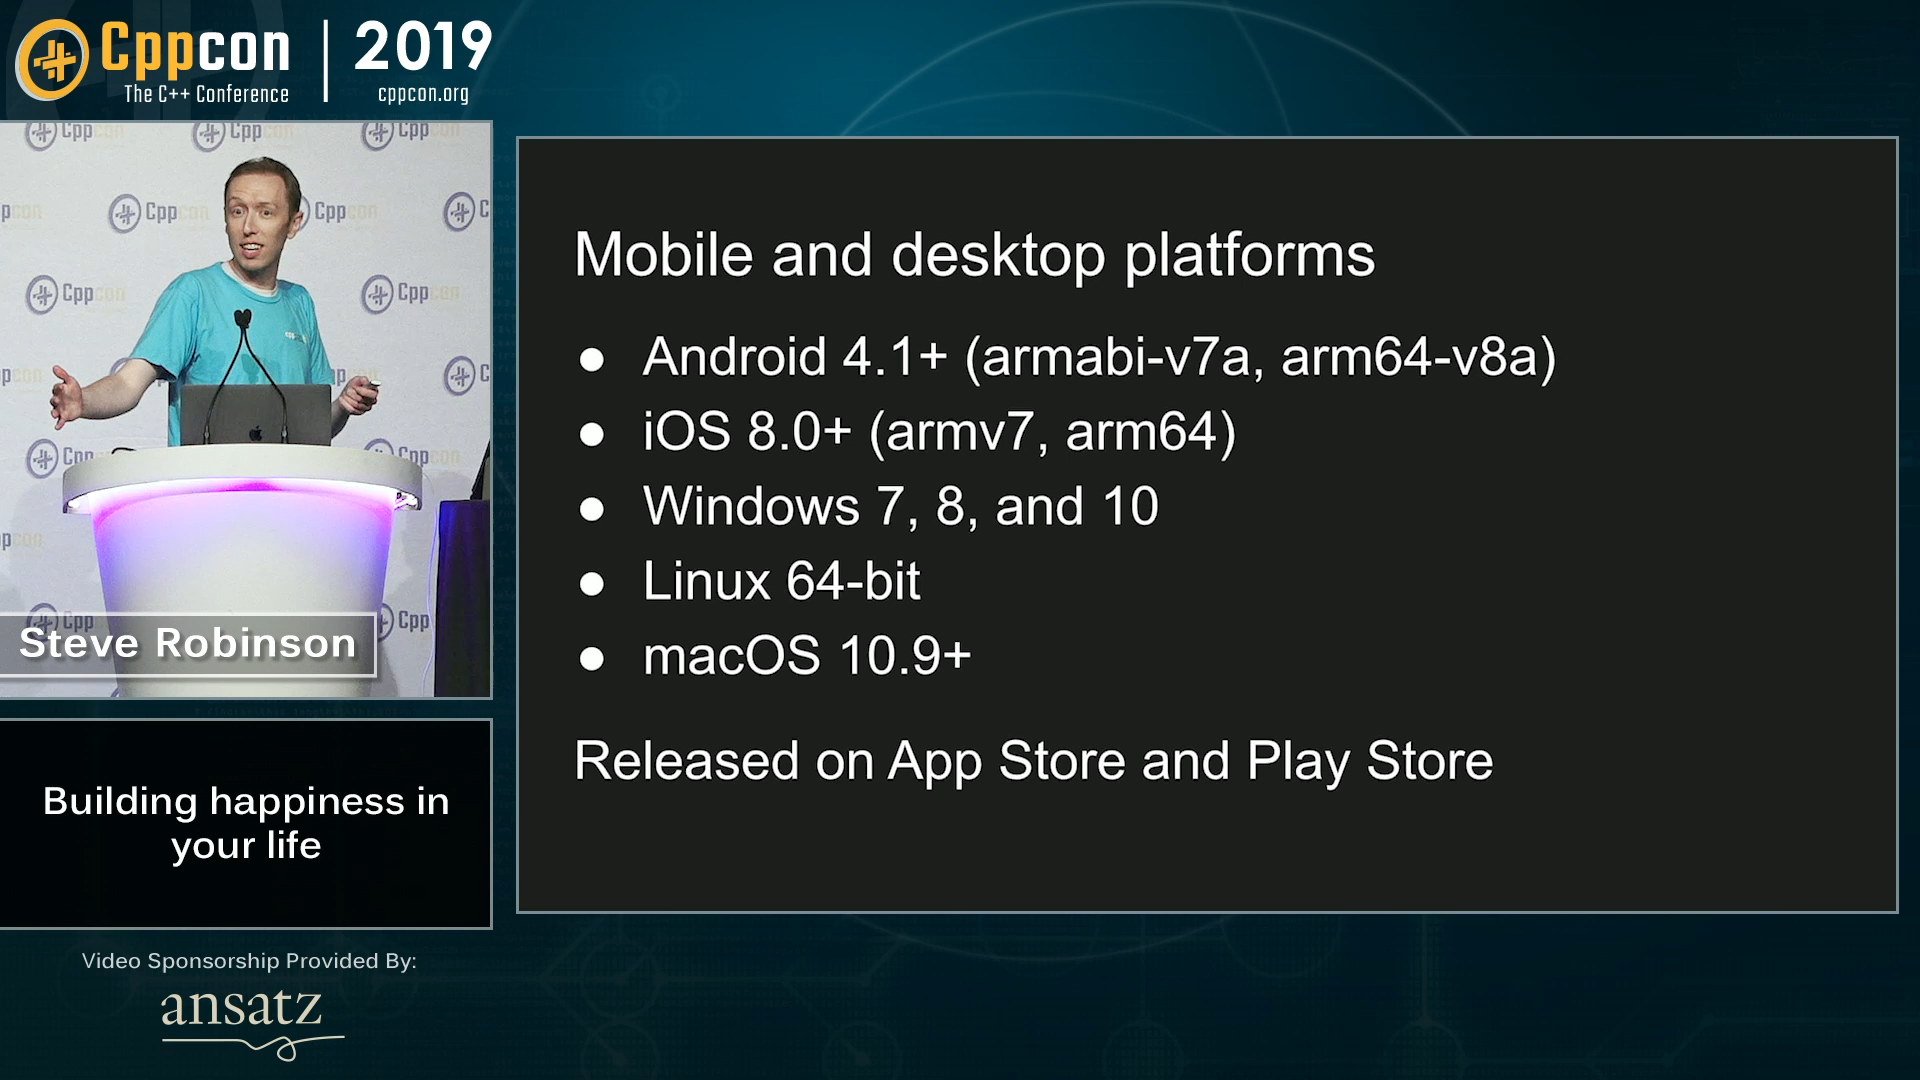 Cppcon
The C++ Conference
2019
cppcon.org
Steve Robinson
Building happiness in
your life
Video Sponsorship Provided By:
ansatz
Mobile and desktop platforms
● Android 4.1+ (armabi-v7a, arm64-v8a)
● iOS 8.0+ (armv7, arm64)
● Windows 7, 8, and 10
● Linux 64-bit
● macOS 10.9+
Released on App Store and Play Store